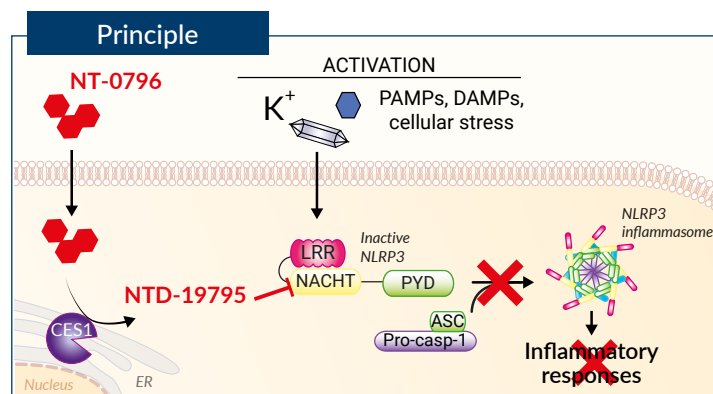 Principle
NT-0796
ACTIVATION
K+
PAMPs, DAMPs,
cellular stress
LRR
Inactive
NLRP3
NLRP3
inflammasome
NACHT
PYD
NTD-19795
ASC
Pro-casp-1
CES1
ER
Nucleus
Inflammatory
responses